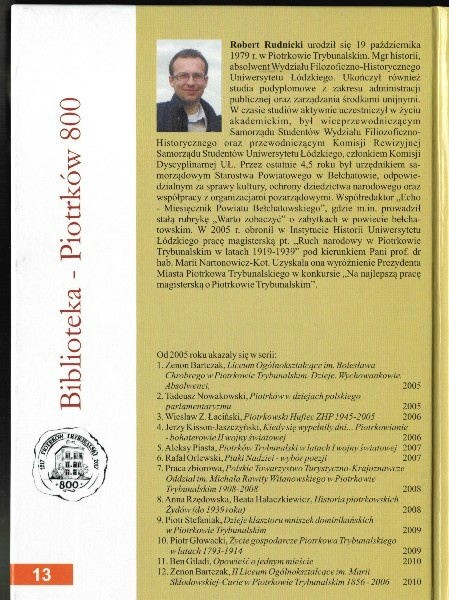 Robert Rudnicki urodził się 19 października
1979 r. w Piotrkowie Trybunalskim. Mgr historii,
absolwent Wydziału Filozoficzno-Historycznego
Uniwersytetu Łódzkiego. Ukończył również
studia podyplomowe z zakresu administracji
publicznej oraz zarządzania środkami unijnymi.
W czasie studiów aktywnie uczestniczył w życiu
akademickim, był wiceprzewodniczącym
Samorządu Studentów Wydziału Filozoficzno-
Historycznego oraz przewodniczącym Komisji Rewizyjnej
Samorządu Studentów Uniwersytetu Łódzkiego, członkiem Komisji
Dyscyplinarnej UŁ. Przez ostatnie 4,5 roku był urzędnikiem sa-
morządowym Starostwa Powiatowego w Bełchatowie, odpowie-
dzialnym za sprawy kultury, ochrony dziedzictwa narodowego oraz
współpracy z organizacjami pozarządowymi. Współredaktor „Echo
- Miesięcznik Powiatu Bełchatowskiego”, gdzie m.in. prowadził
stałą rubrykę „Warto zobaczyć” o zabytkach w powiecie bełcha-
towskim. W 2005 r. obronił w Instytucie Historii Uniwersytetu
Łódzkiego pracę magisterską pt. „Ruch narodowy w Piotrkowie
Trybunalskim w latach 1919-1939” pod kierunkiem Pani prof. dr
hab. Marii Nartonowicz-Kot. Uzyskała ona wyróżnienie Prezydenta
Miasta Piotrkowa Trybunalskiego w konkursie „Na najlepszą pracę
magisterską o Piotrkowie Trybunalskim”.
Od 2005 roku ukazały się w serii:
1. Zenon Bartczak, Liceum Ogólnokształcące im. Bolesława
Chrobrego w Piotrkowie Trybunalskim. Dzieje. Wychowankowie.
Absolwenci. 2005
2. Tadeusz Nowakowski, Piotrków w dziejach polskiego
parlamentaryzmu 2005
3. Wiesław Z. Łaciński, Piotrkowski Hufiec ZHP 1945-2005 2006
4. Jerzy Kisson-Jaszczyński, Kiedy się wypełniły dni... Piotrkowianie
- bohaterowie II wojny światowej 2006
5. Aleksy Piasta, Piotrków Trybunalski w latach I wojny światowej 2007
6. Rafał Orlewski, Ptaki Nadziei - wybór poezji 2007
7. Praca zbiorowa, Polskie Towarzystwo Turystyczno-Krajoznawcze
Oddział im. Michała Rawity Witanowskiego w Piotrkowie
Trybunalskim 1908-2008 2008
8. Anna Rzędowska, Beata Hałaczkiewicz, Historia piotrkowskich
Żydów (do 1939 roku) 2008
9. Piotr Stefaniak, Dzieje klasztoru mniszek dominikańskich
w Piotrkowie Trybunalskim 2009
10. Piotr Głowacki, Życie gospodarcze Piotrkowa Trybunalskiego
w latach 1793-1914 2009
11. Ben Giladi, Opowieść o jednym mieście 2010
12. Zenon Bartczak, II Liceum Ogólnokształcące im. Marii
Skłodowskiej-Curie w Piotrkowie Trybunalskim 1856 - 2006 2010
Biblioteka - Piotrków 800
800
13